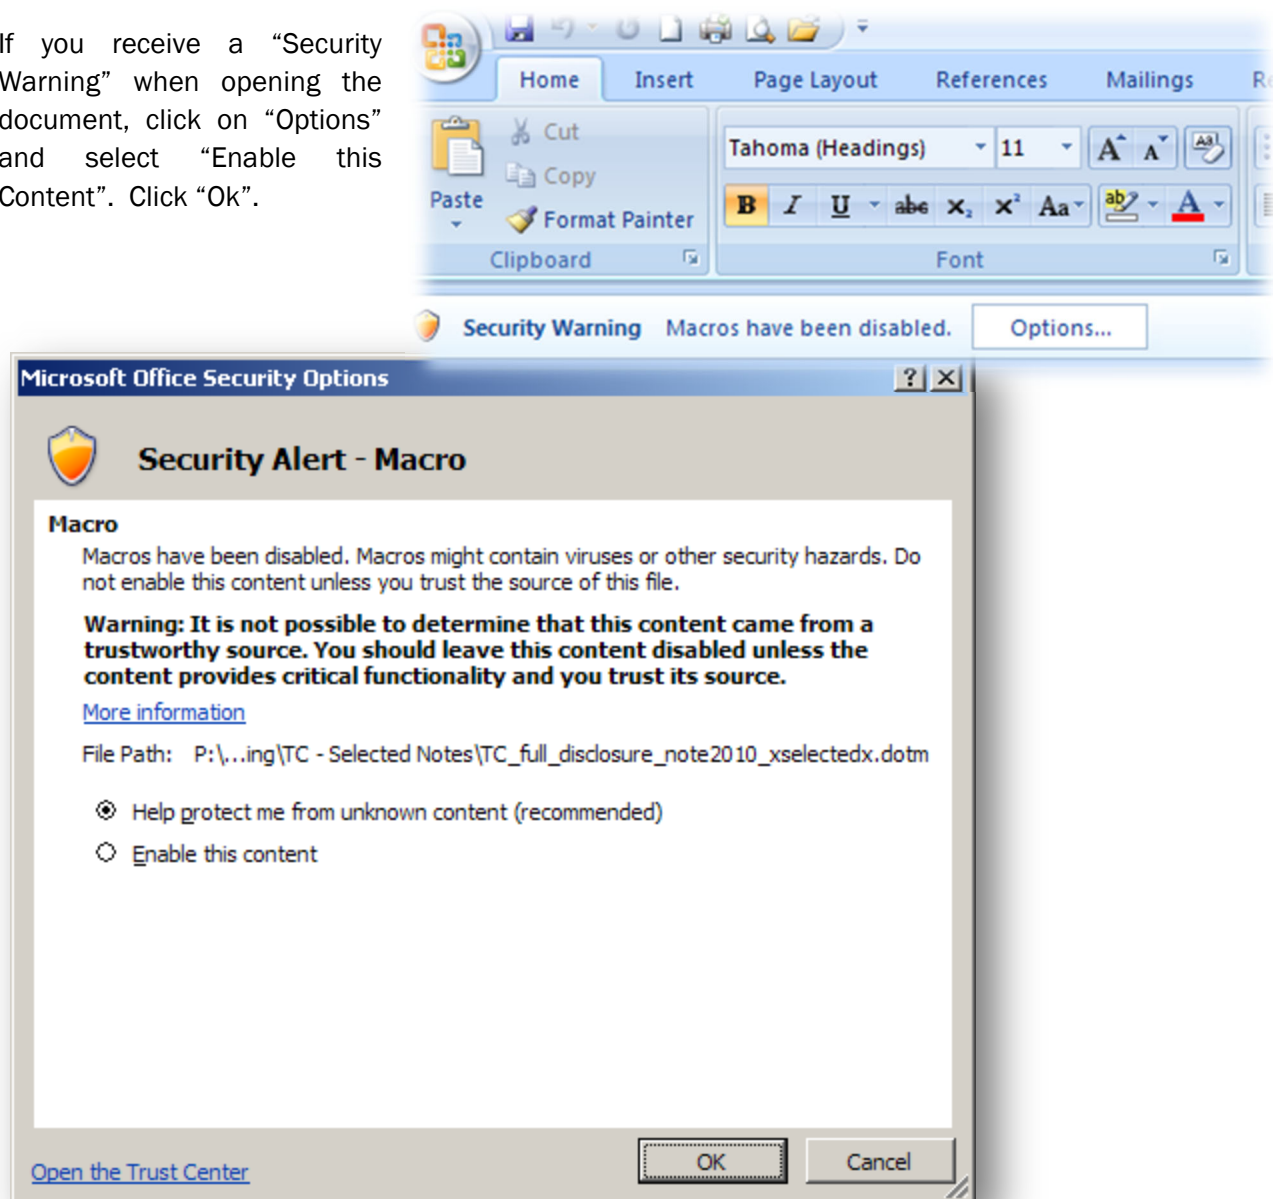 If you receive a “Security
Warning” when opening the
document, click on “Options”
and select “Enable this
Content”. Click “Ok”.
Home Insert Page Layout References Mailings
Cut
Copy
Paste
Format Painter
Clipboard
Tahoma (Headings) 11 A A Aa
B I U abc x₂ x² Aa ab A
Font
Security Warning Macros have been disabled. Options...
Microsoft Office Security Options
Security Alert - Macro
Macro
Macros have been disabled. Macros might contain viruses or other security hazards. Do
not enable this content unless you trust the source of this file.
Warning: It is not possible to determine that this content came from a
trustworthy source. You should leave this content disabled unless the
content provides critical functionality and you trust its source.
More information
File Path: P:\...ing\TC - Selected Notes\TC_full_disclosure_note2010_xselectedx.dotm
Help protect me from unknown content (recommended)
Enable this content
Open the Trust Center
OK Cancel